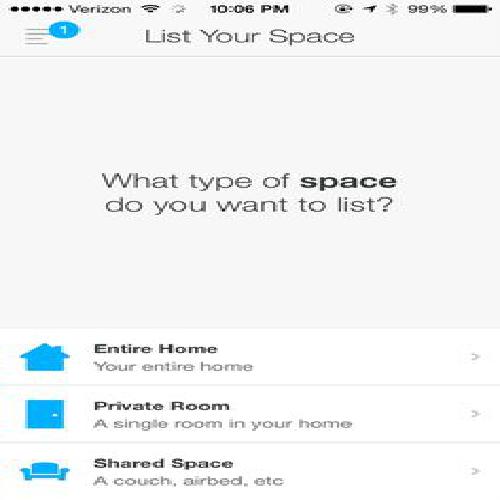 Verizon 10:06 PM 99%
1
List Your Space
What type of space
do you want to list?
Entire Home
Your entire home
Private Room
A single room in your home
Shared Space
A couch, airbed, etc